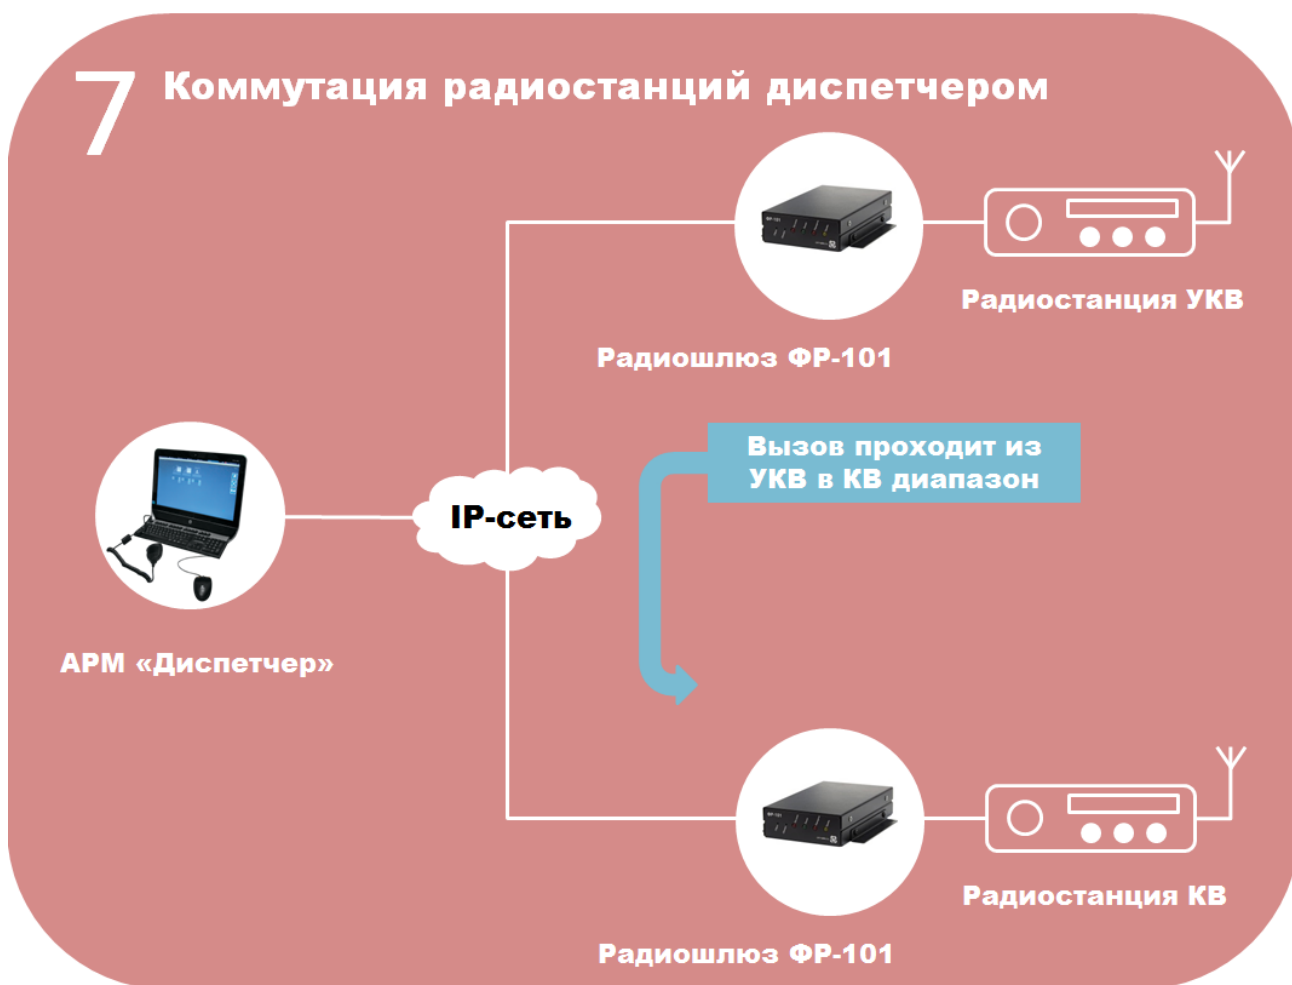 7
Коммутация радиостанций диспетчером
Радиостанция УКВ
Радиошлюз ФР-101
Вызов проходит из
УКВ в КВ диапазон
IP-сеть
АРМ «Диспетчер»
Радиостанция КВ
Радиошлюз ФР-101